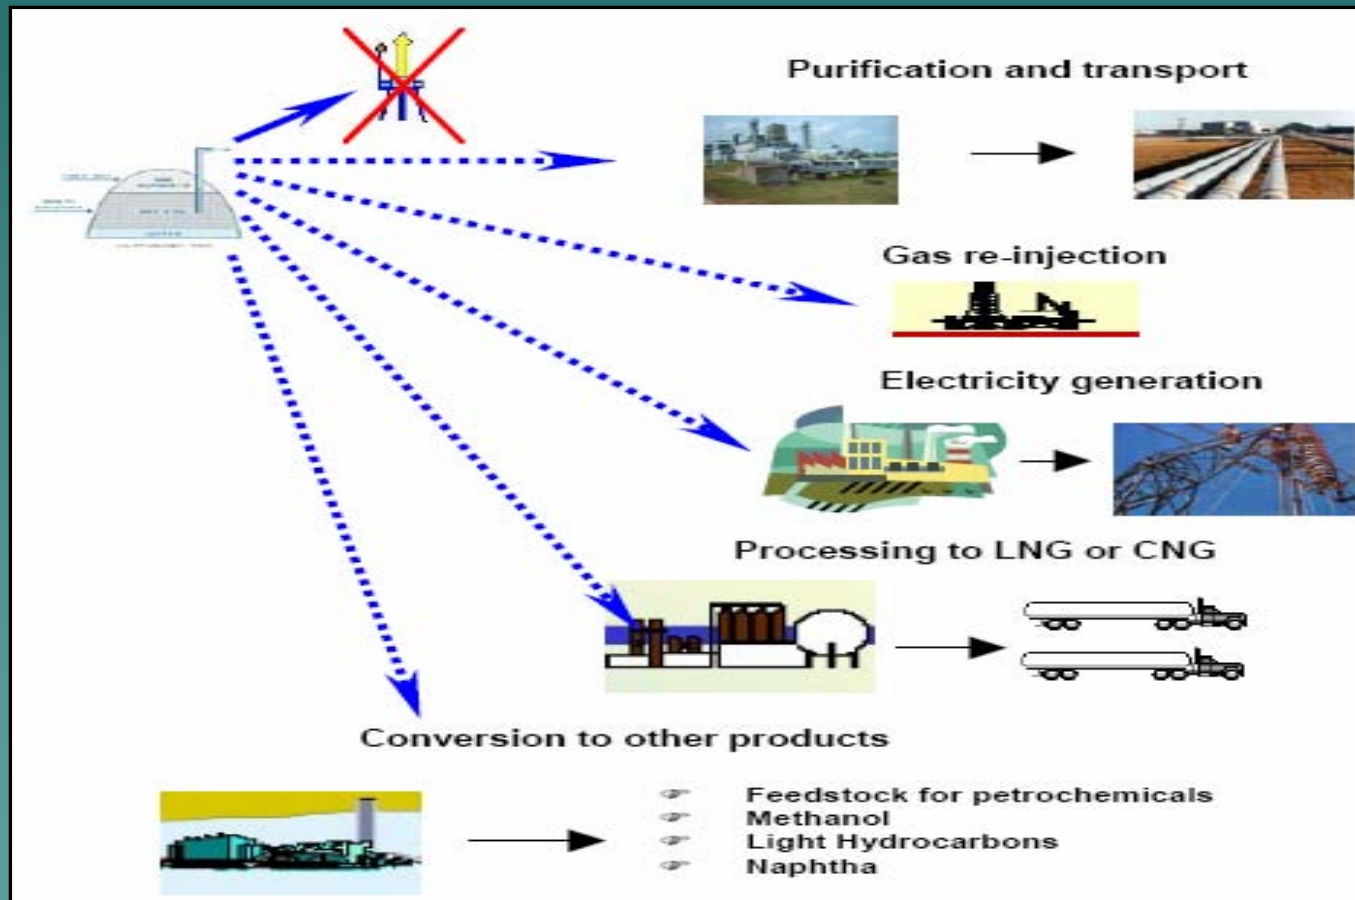 Purification and transport
Gas re-injection
Electricity generation
Processing to LNG or CNG
Conversion to other products
Feedstock for petrochemicals
Methanol
Light Hydrocarbons
Naphtha